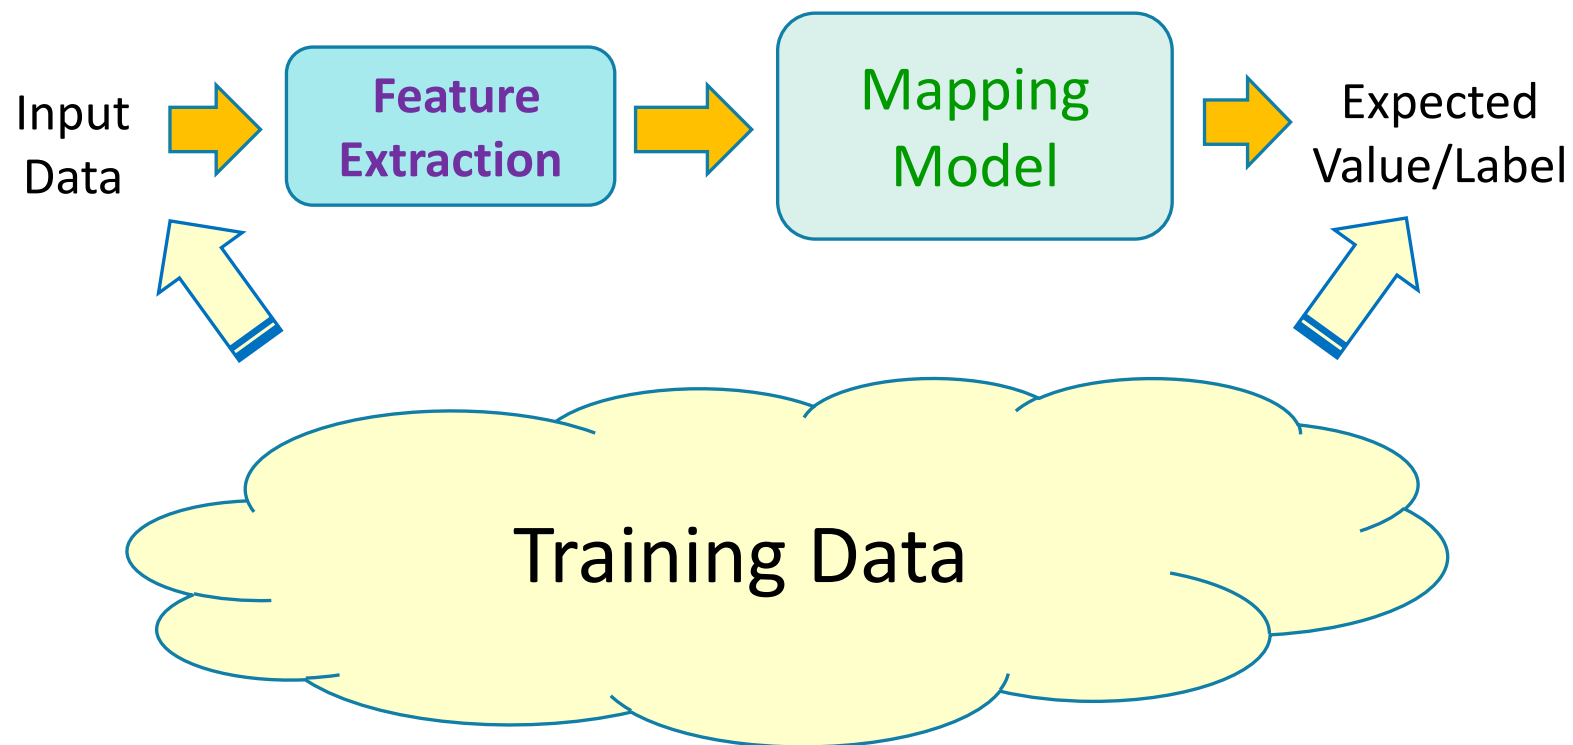 Input
Data
Feature
Extraction
Mapping
Model
Expected
Value/Label
Training Data